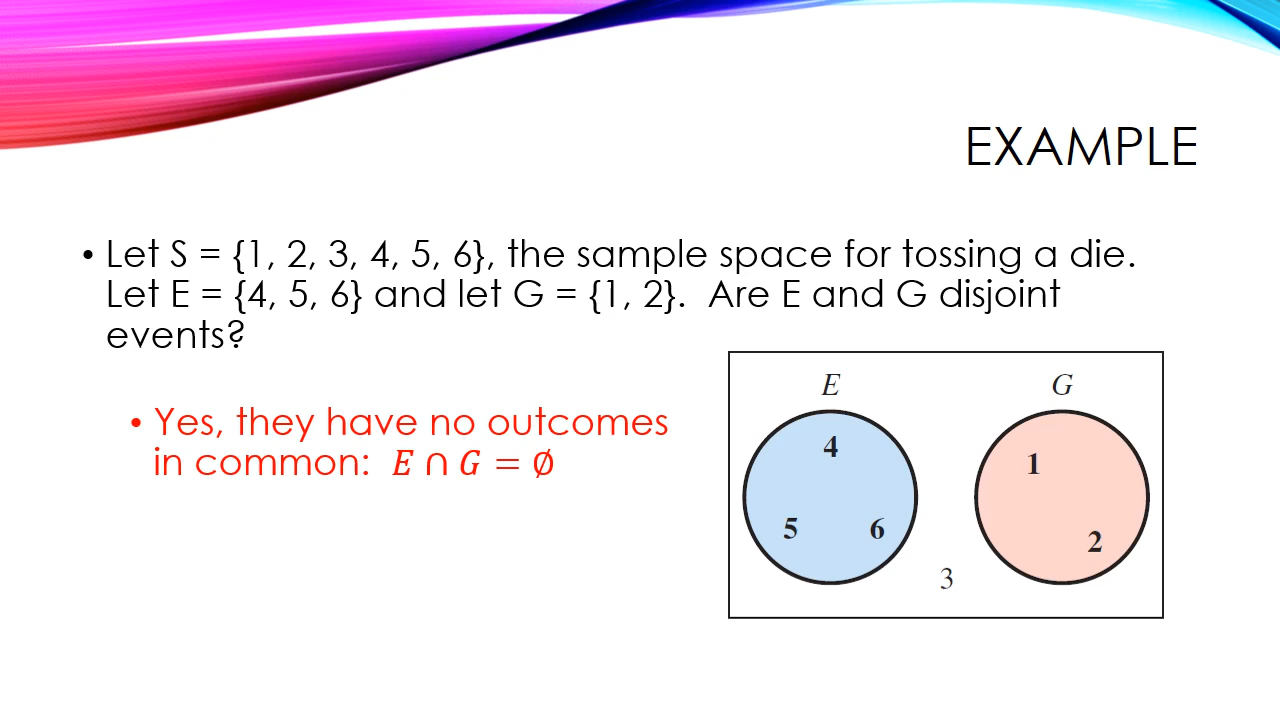 EXAMPLE
• Let S = {1, 2, 3, 4, 5, 6}, the sample space for tossing a die.
Let E = {4, 5, 6} and let G = {1, 2}.  Are E and G disjoint
events?
• Yes, they have no outcomes
in common:  𝐸 ∩ 𝐺 = ∅
E G
4
1
5 6
2
3